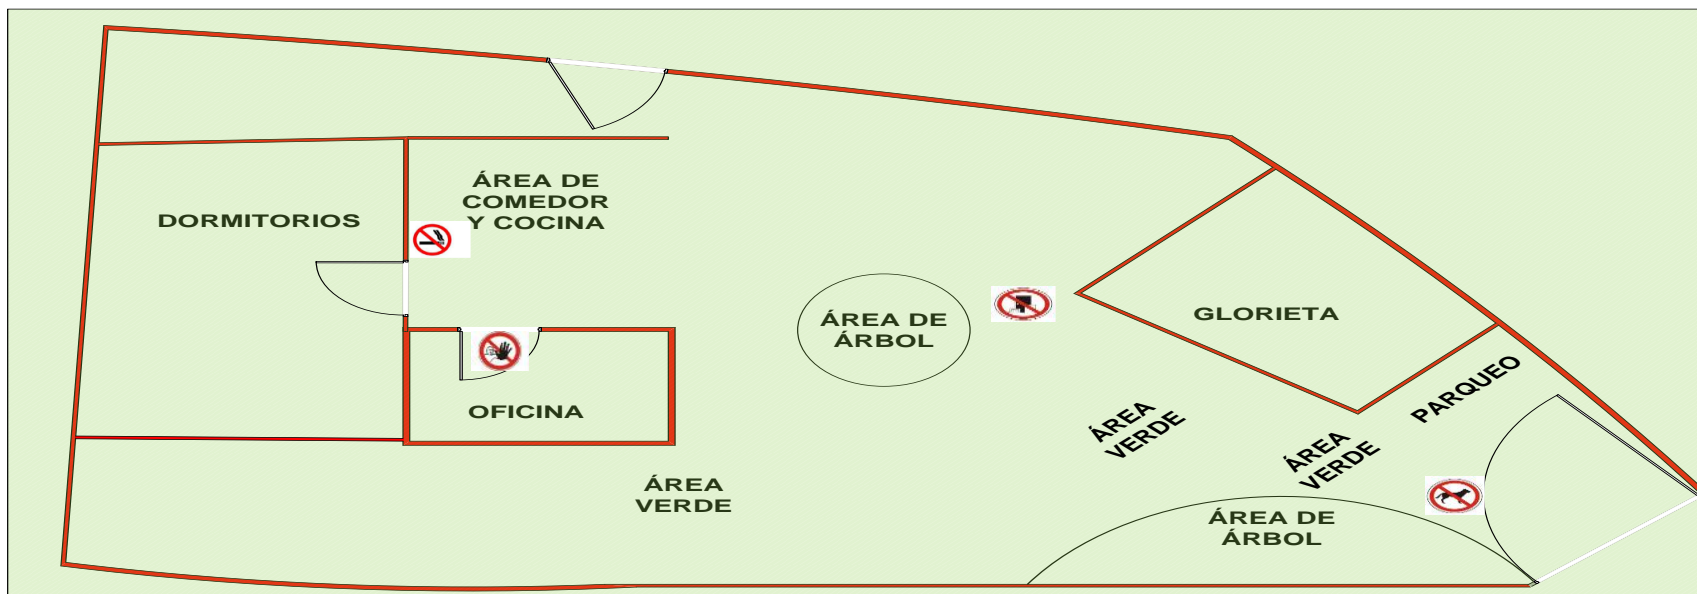 ÁREA DE
COMEDOR
Y COCINA
DORMITORIOS
ÁREA DE
ÁRBOL
GLORIETA
PARQUEO
OFICINA
ÁREA
VERDE
ÁREA
VERDE
ÁREA
VERDE
ÁREA DE
ÁRBOL